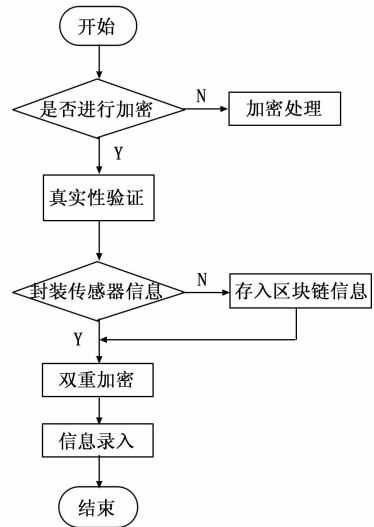 开始
是否进行加密
N
加密处理
Y
真实性验证
封装传感器信息
N
存入区块链信息
Y
双重加密
信息录入
结束